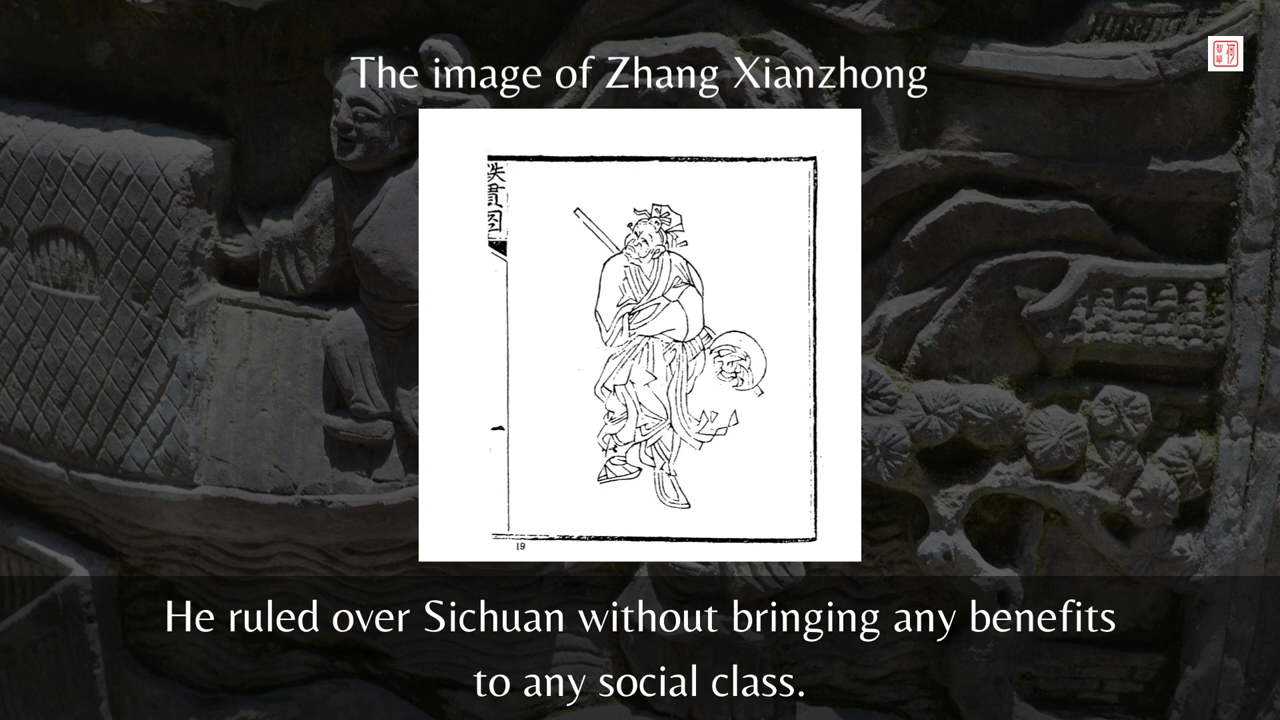 The image of Zhang Xianzhong
19
He ruled over Sichuan without bringing any benefits
to any social class.